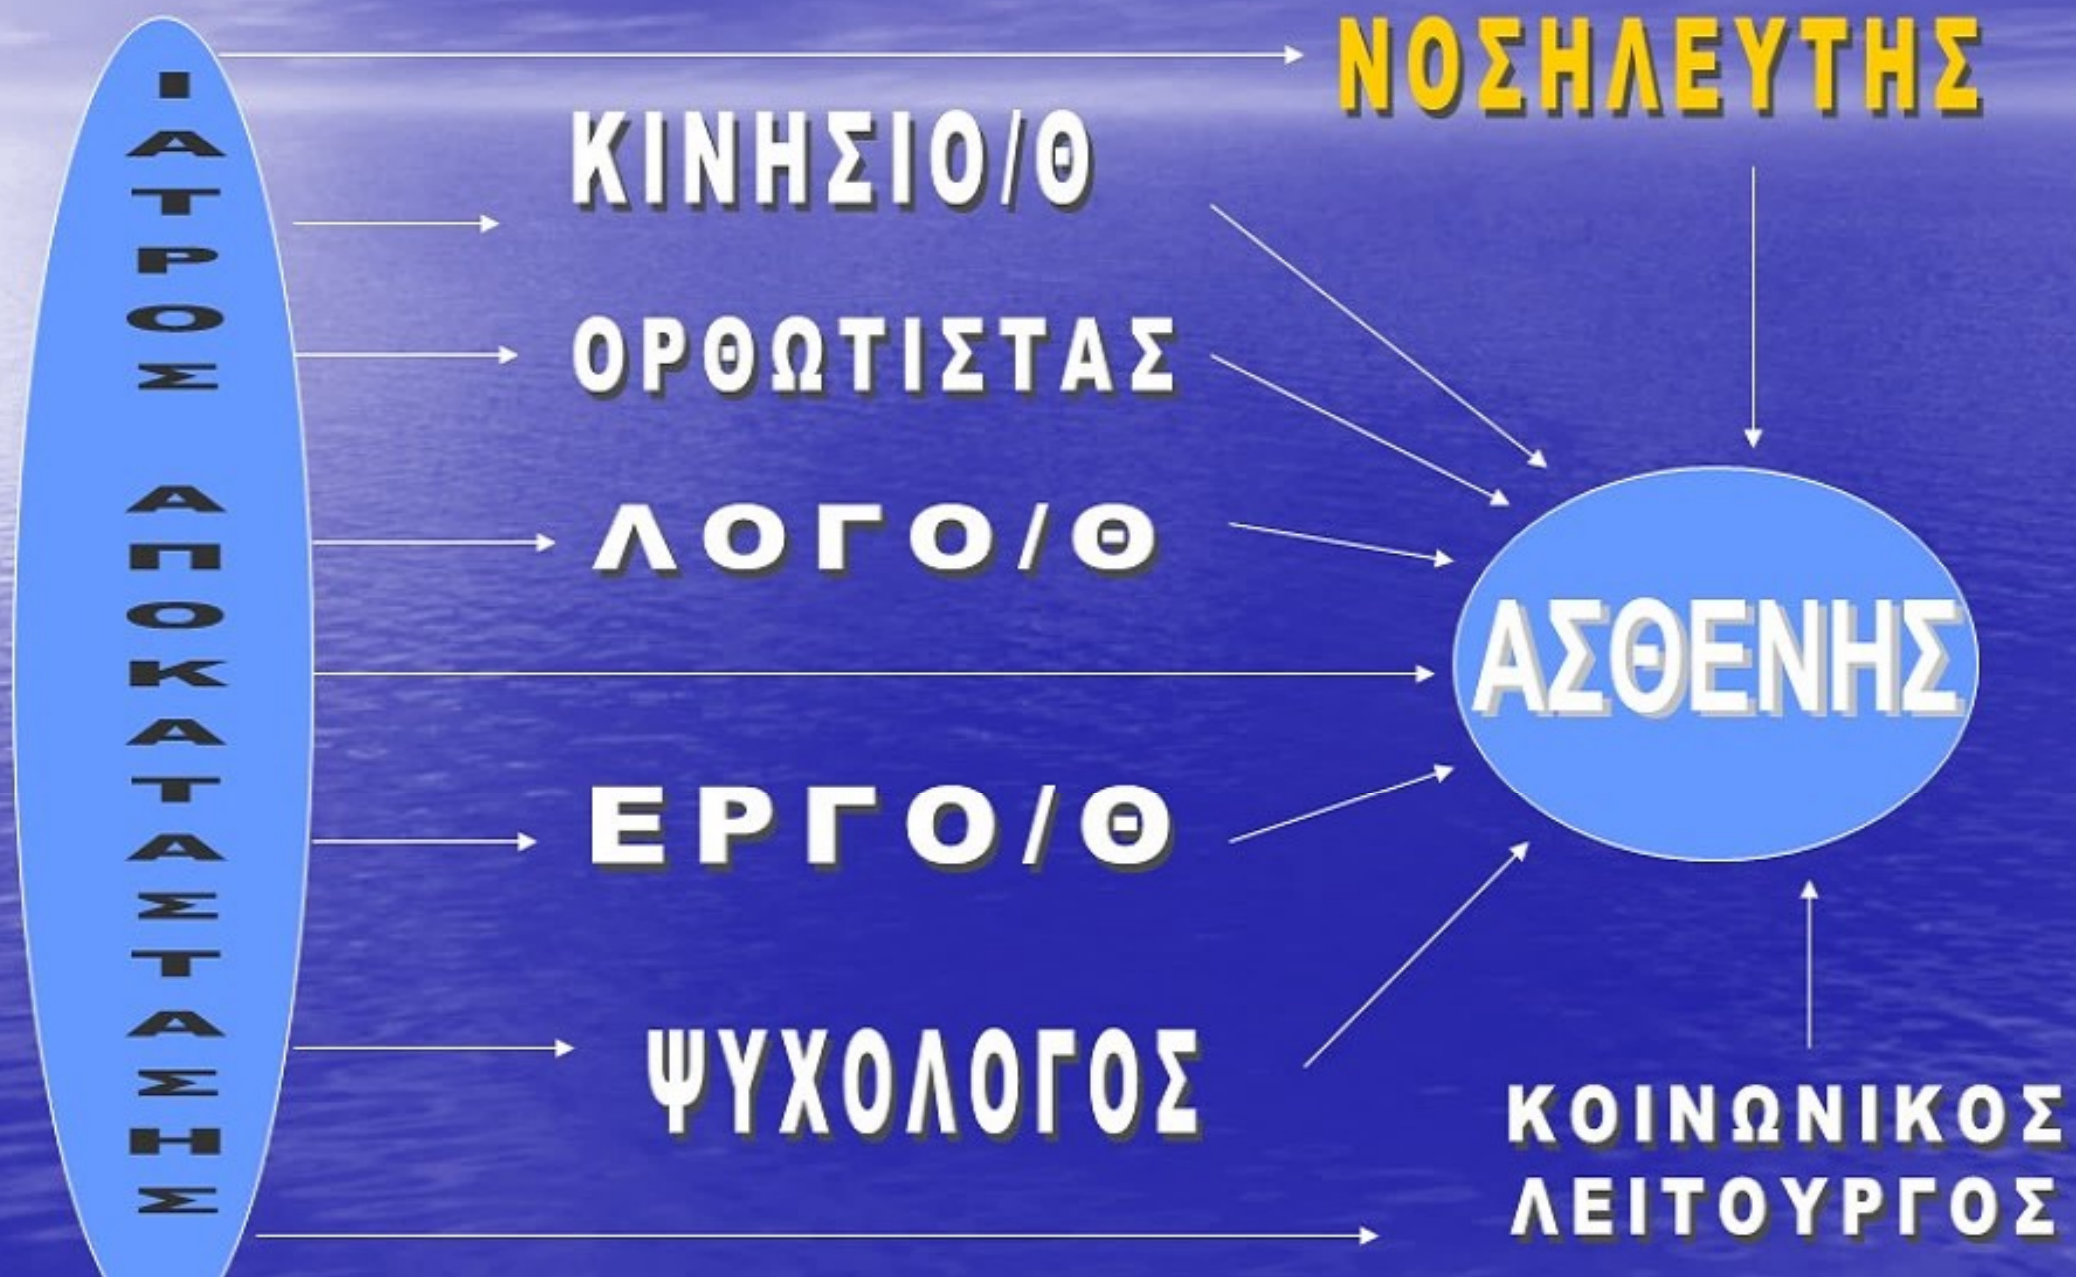 ΙΑΤΡΟΣ ΑΠΟΚΑΤΑΣΤΑΣΗΣ
ΝΟΣΗΛΕΥΤΗΣ
ΚΙΝΗΣΙΟ/Θ
ΟΡΘΩΤΙΣΤΑΣ
ΛΟΓΟ/Θ
ΑΣΘΕΝΗΣ
ΕΡΓΟ/Θ
ΨΥΧΟΛΟΓΟΣ
ΚΟΙΝΩΝΙΚΟΣ
ΛΕΙΤΟΥΡΓΟΣ